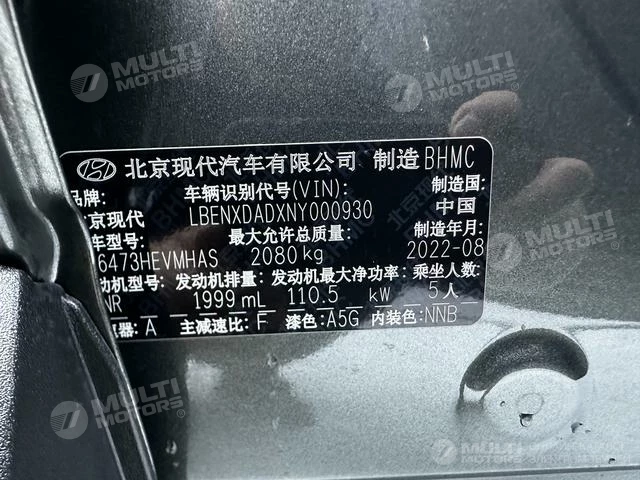 MULTI MOTORS
MULTI MOTORS
北京现代汽车有限公司 制造 BHMC
品牌: 车辆识别代号(VIN): 制造国:
京现代 LBENXDADXNY000930 中国
车型号: 最大允许总质量: 制造年月:
6473HEVMHAS 2080 kg 2022-08
动机型号: 发动机排量: 发动机最大净功率: 乘坐人数:
NR 1999 mL 110.5 kW 5人
器: A 主减速比: F 漆色: A5G 内装色: NNB
MULTI MOTORS
MULTI MOTORS